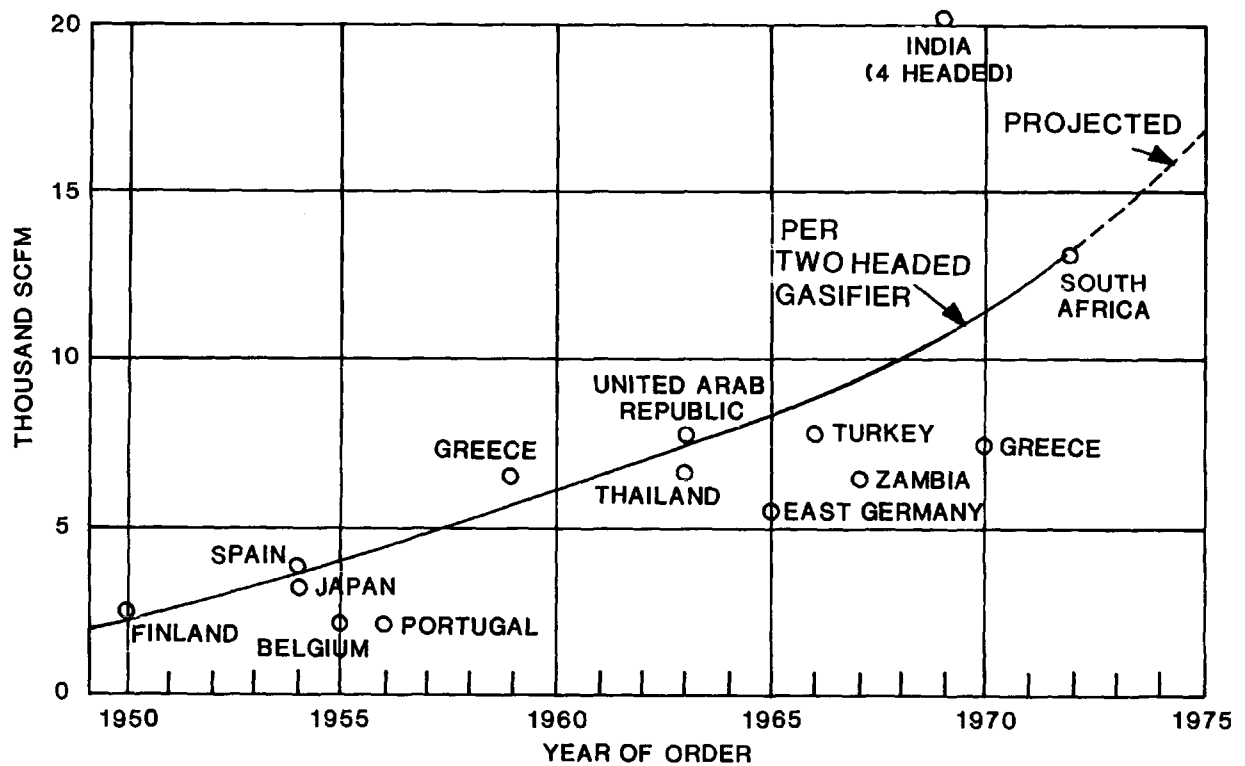 20
INDIA
(4 HEADED)
PROJECTED
15
PER
TWO HEADED
GASIFIER
SOUTH
AFRICA
THOUSAND SCFM
10
UNITED ARAB
REPUBLIC
GREECE
TURKEY
GREECE
THAILAND
ZAMBIA
EAST GERMANY
5
SPAIN
JAPAN
FINLAND
BELGIUM
PORTUGAL
0
1950 1955 1960 1965 1970 1975
YEAR OF ORDER